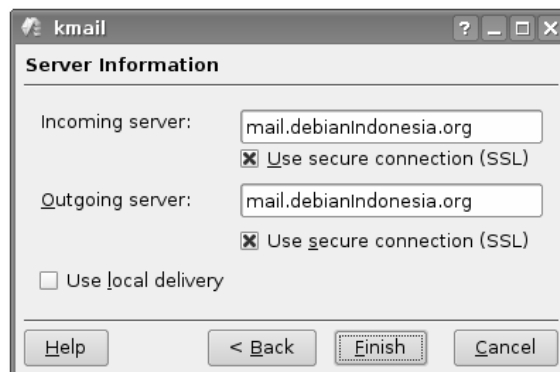 kmail
Server Information
Incoming server: mail.debianIndonesia.org
Use secure connection (SSL)
Outgoing server: mail.debianIndonesia.org
Use secure connection (SSL)
Use local delivery
Help < Back Finish Cancel